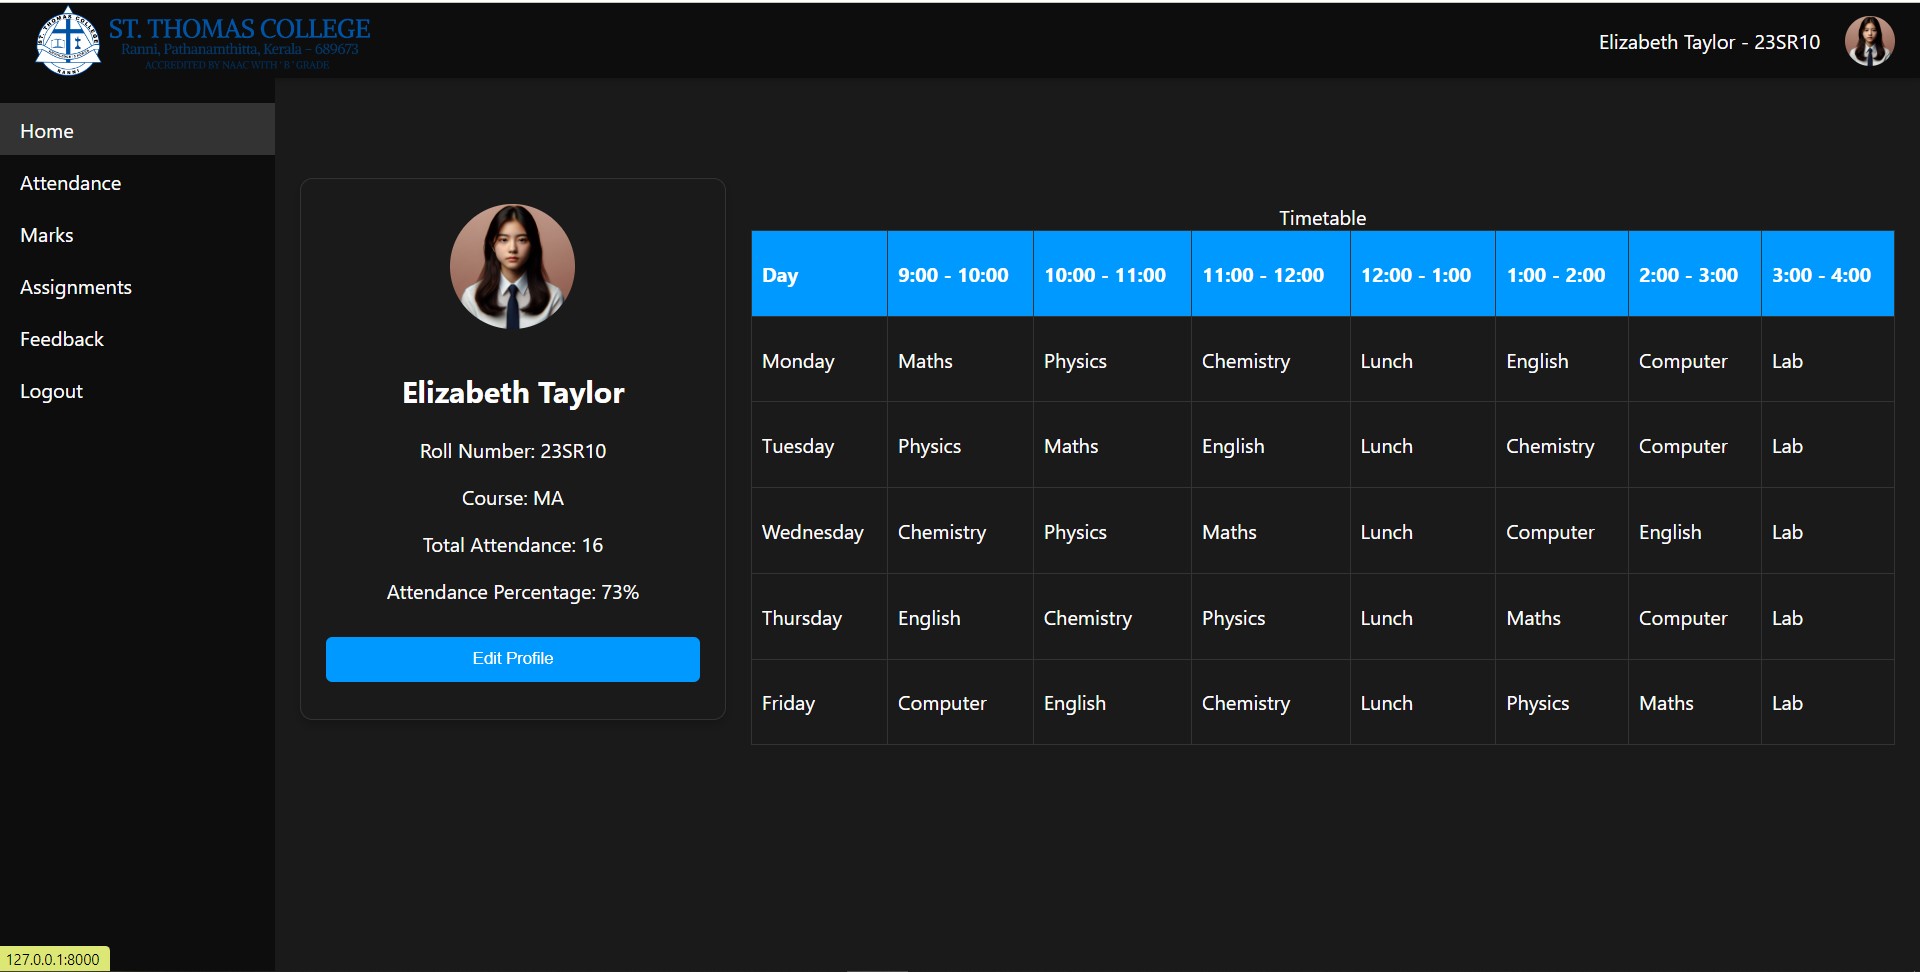 ST. THOMAS COLLEGE
RANNI
ST. THOMAS COLLEGE
Ranni, Pathanamthitta, Kerala – 689673
ACCREDITED BY NAAC WITH ' B ' GRADE
Elizabeth Taylor - 23SR10
Home
Attendance
Marks
Assignments
Feedback
Logout
Elizabeth Taylor
Roll Number: 23SR10
Course: MA
Total Attendance: 16
Attendance Percentage: 73%
Edit Profile
Timetable
Day 9:00 - 10:00 10:00 - 11:00 11:00 - 12:00 12:00 - 1:00 1:00 - 2:00 2:00 - 3:00 3:00 - 4:00
Monday Maths Physics Chemistry Lunch English Computer Lab
Tuesday Physics Maths English Lunch Chemistry Computer Lab
Wednesday Chemistry Physics Maths Lunch Computer English Lab
Thursday English Chemistry Physics Lunch Maths Computer Lab
Friday Computer English Chemistry Lunch Physics Maths Lab
127.0.0.1:8000